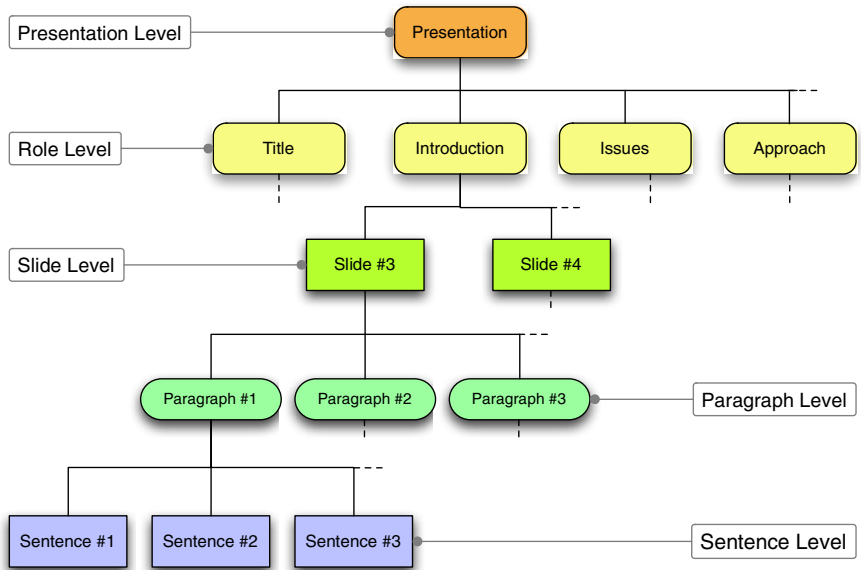 Presentation Level
Presentation
Role Level
Title
Introduction
Issues
Approach
Slide Level
Slide #3
Slide #4
Paragraph #1
Paragraph #2
Paragraph #3
Paragraph Level
Sentence #1
Sentence #2
Sentence #3
Sentence Level